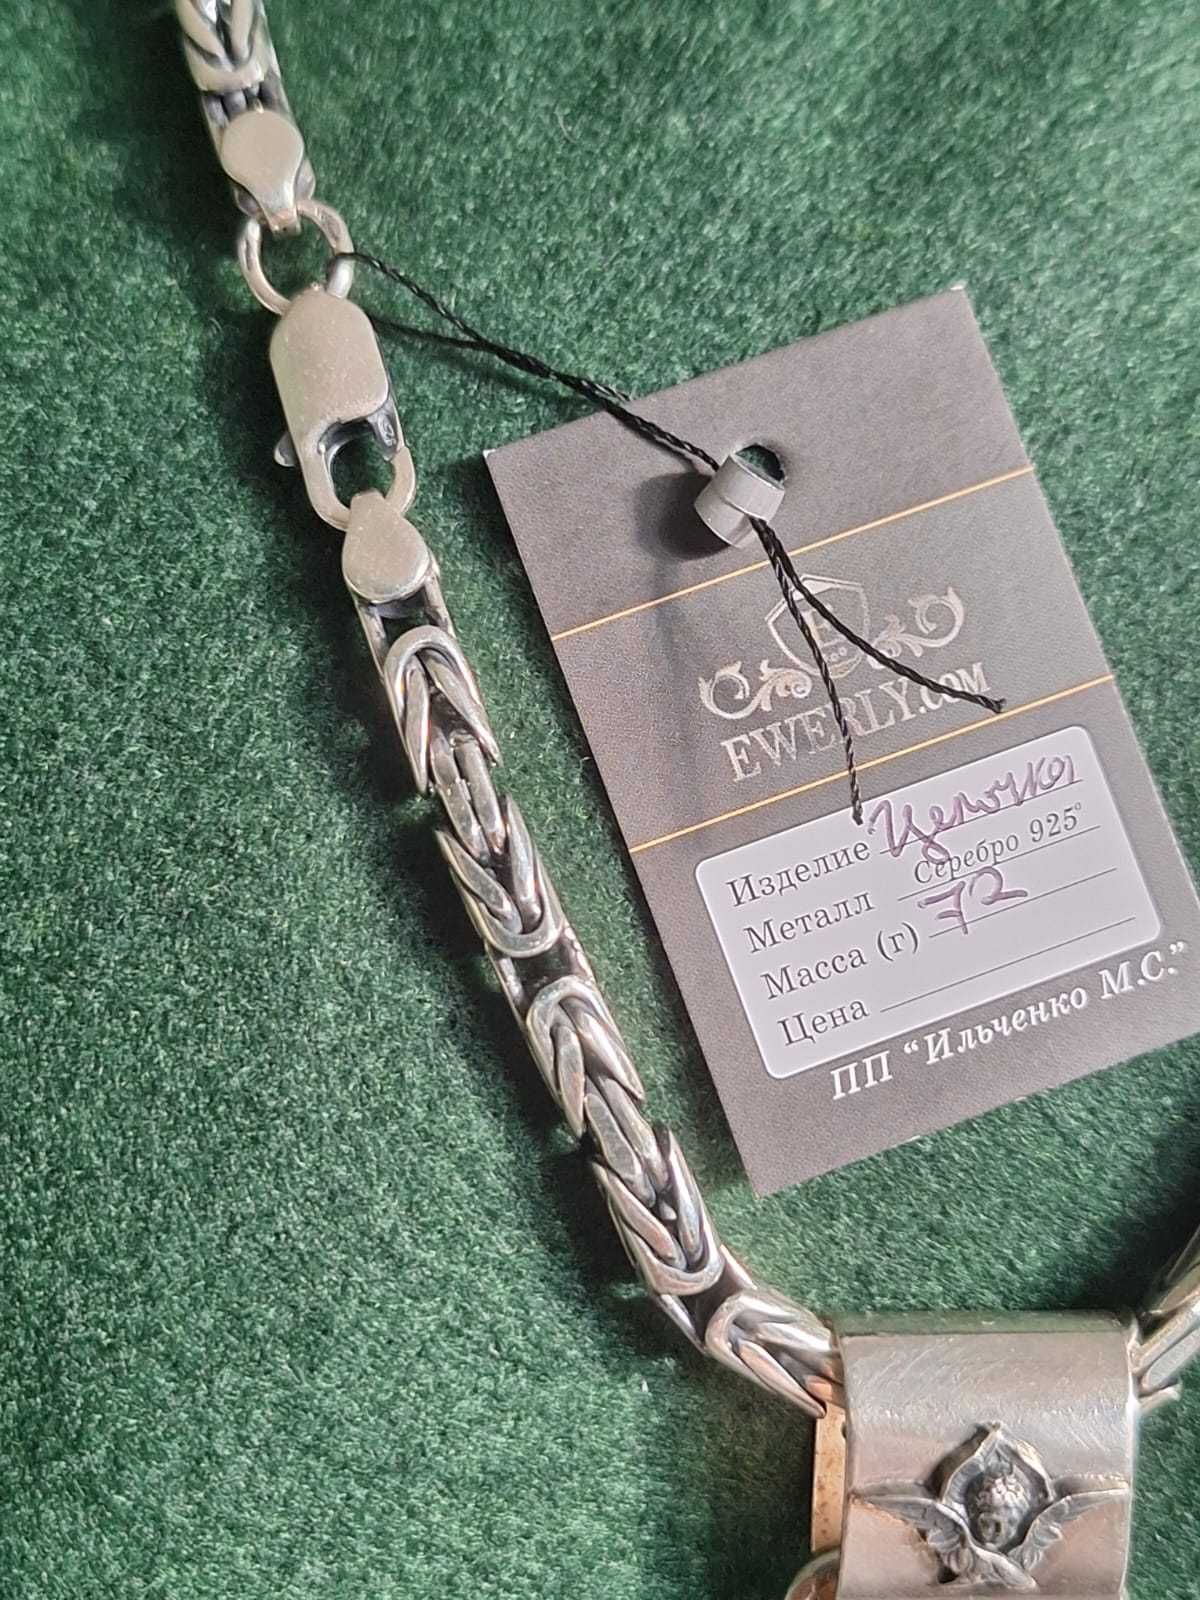 EWERLY.COM
Изделие Цепочка
Металл Серебро 925°
Масса (г) 72
Цена
ПП “Ильченко М.С.”